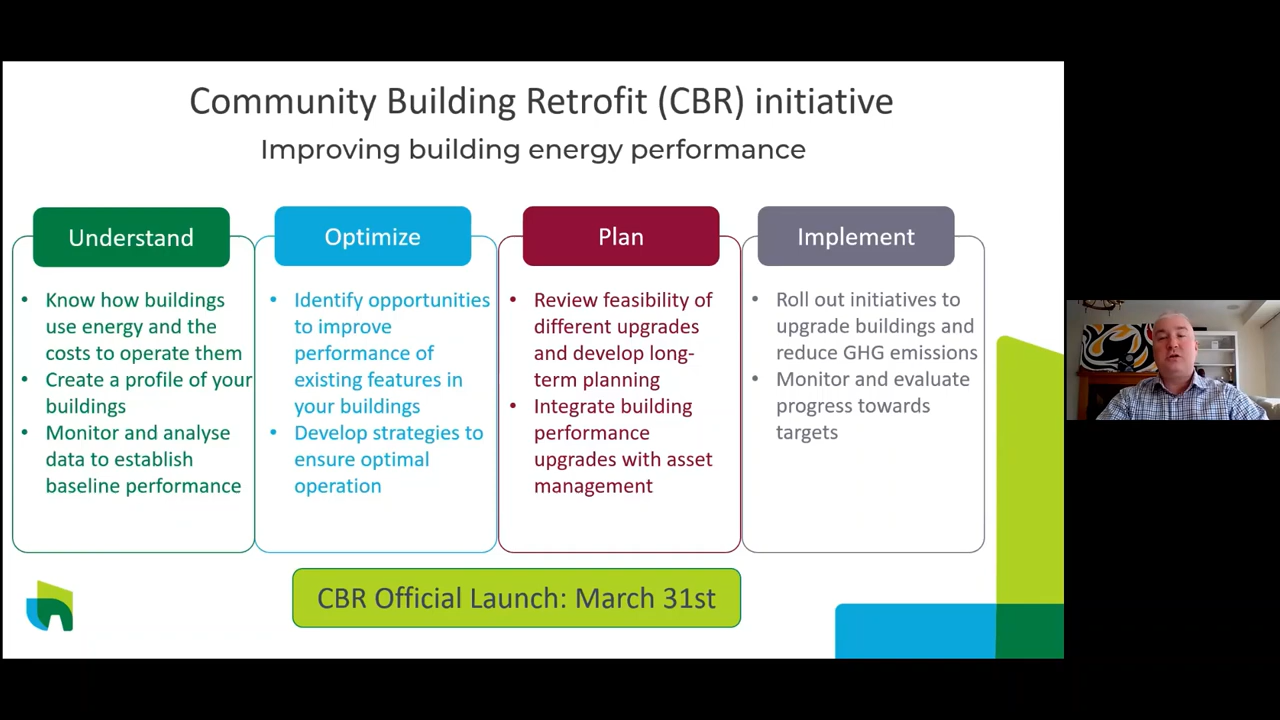 Community Building Retrofit (CBR) initiative
Improving building energy performance
Understand
• Know how buildings
use energy and the
costs to operate them
• Create a profile of your
buildings
• Monitor and analyse
data to establish
baseline performance
Optimize
• Identify opportunities
to improve
performance of
existing features in
your buildings
• Develop strategies to
ensure optimal
operation
Plan
• Review feasibility of
different upgrades
and develop long-
term planning
• Integrate building
performance
upgrades with asset
management
Implement
• Roll out initiatives to
upgrade buildings and
reduce GHG emissions
• Monitor and evaluate
progress towards
targets
CBR Official Launch: March 31st